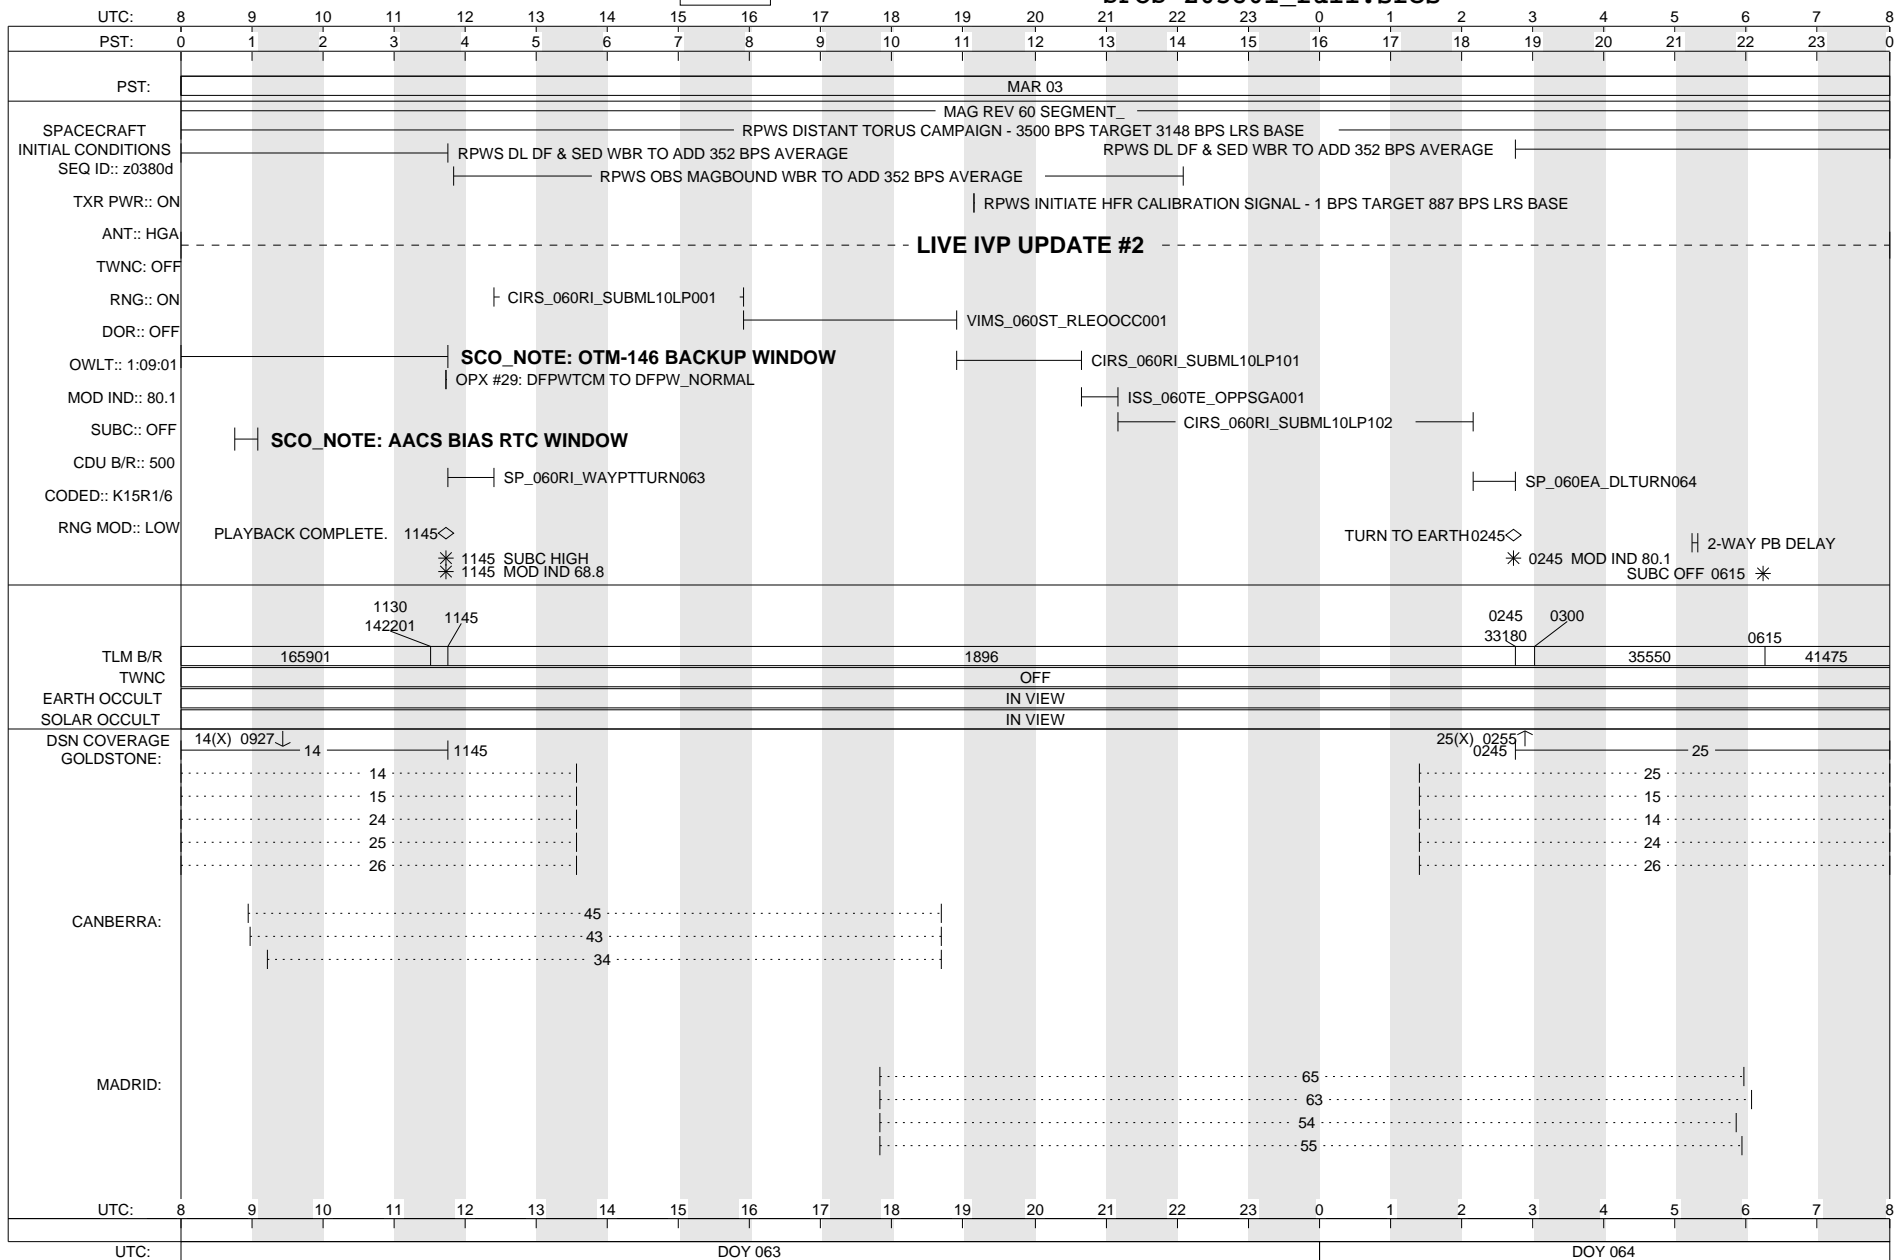 UTC: 8 9 10 11 12 13 14 15 16 17 18 19 20 21 22 23 0 1 2 3 4 5 6 7 8
PST: 0 1 2 3 4 5 6 7 8 9 10 11 12 13 14 15 16 17 18 19 20 21 22 23 0
PST: MAR 03
MAG REV 60 SEGMENT_
SPACECRAFT
INITIAL CONDITIONS
RPWS DISTANT TORUS CAMPAIGN - 3500 BPS TARGET 3148 BPS LRS BASE
RPWS DL DF & SED WBR TO ADD 352 BPS AVERAGE
RPWS DL DF & SED WBR TO ADD 352 BPS AVERAGE
SEQ ID:: z0380d
RPWS OBS MAGBOUND WBR TO ADD 352 BPS AVERAGE
TXR PWR:: ON
RPWS INITIATE HFR CALIBRATION SIGNAL - 1 BPS TARGET 887 BPS LRS BASE
ANT:: HGA
LIVE IVP UPDATE #2
TWNC: OFF
RNG:: ON
CIRS_060RI_SUBML10LP001
VIMS_060ST_RLEOOCC001
DOR:: OFF
OWLT:: 1:09:01
SCO_NOTE: OTM-146 BACKUP WINDOW
CIRS_060RI_SUBML10LP101
OPX #29: DFPWTCM TO DFPW_NORMAL
MOD IND:: 80.1
ISS_060TE_OPPSGA001
SUBC:: OFF
CIRS_060RI_SUBML10LP102
SCO_NOTE: AACS BIAS RTC WINDOW
CDU B/R:: 500
SP_060RI_WAYPTTURN063
SP_060EA_DLTURN064
CODED:: K15R1/6
RNG MOD:: LOW
PLAYBACK COMPLETE. 1145
TURN TO EARTH 0245
2-WAY PB DELAY
1145 SUBC HIGH
0245 MOD IND 80.1
1145 MOD IND 68.8
SUBC OFF 0615
1130
142201
1145
0245
33180
0300
0615
TLM B/R 165901 1896 35550 41475
TWNC OFF
EARTH OCCULT IN VIEW
SOLAR OCCULT IN VIEW
DSN COVERAGE
14(X) 0927
25(X) 0255
GOLDSTONE:
14 1145
0245 25
14 25
15 15
24 14
25 24
26 26
CANBERRA:
45
43
34
MADRID:
65
63
54
55
UTC: 8 9 10 11 12 13 14 15 16 17 18 19 20 21 22 23 0 1 2 3 4 5 6 7 8
UTC: DOY 063 DOY 064